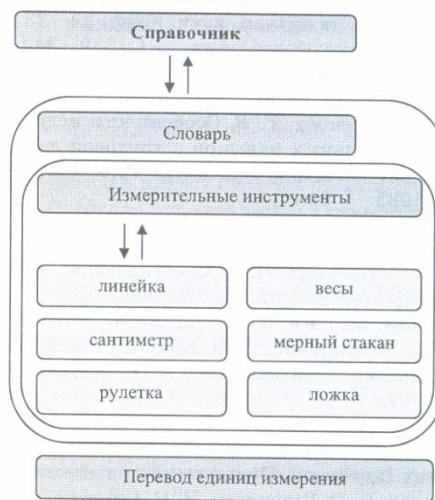 Справочник
Словарь
Измерительные инструменты
линейка
весы
сантиметр
мерный стакан
рулетка
ложка
Перевод единиц измерения